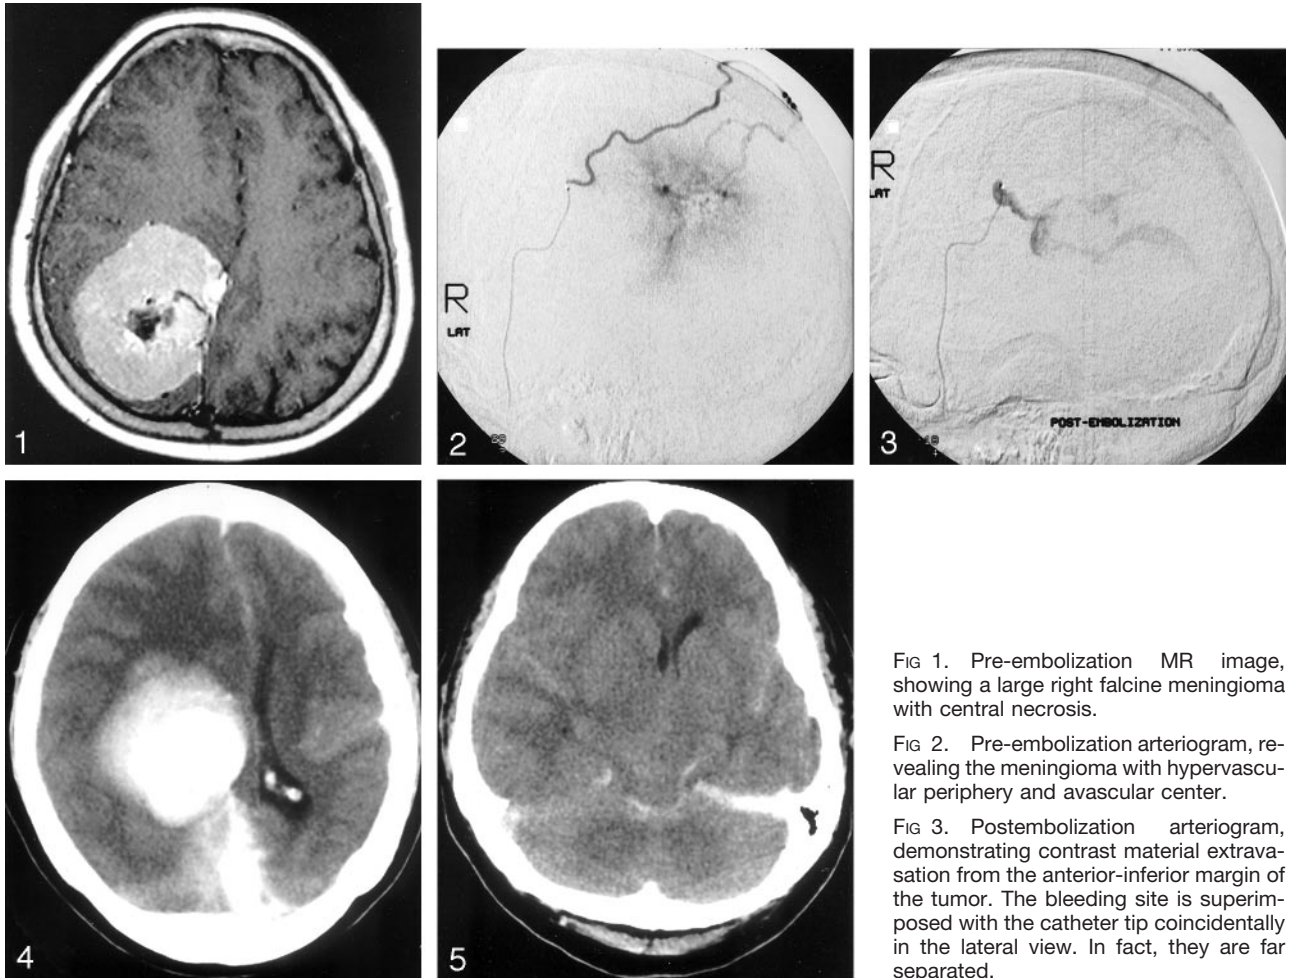 1
R
LAT
2
R
LAT
POST-EMBOLIZATION
3
4
5
FIG 1. Pre-embolization MR image,
showing a large right falcine meningioma
with central necrosis.
FIG 2. Pre-embolization arteriogram, re-
vealing the meningioma with hypervascu-
lar periphery and avascular center.
FIG 3. Postembolization arteriogram,
demonstrating contrast material extrava-
sation from the anterior-inferior margin of
the tumor. The bleeding site is superim-
posed with the catheter tip coincidentally
in the lateral view. In fact, they are far
separated.